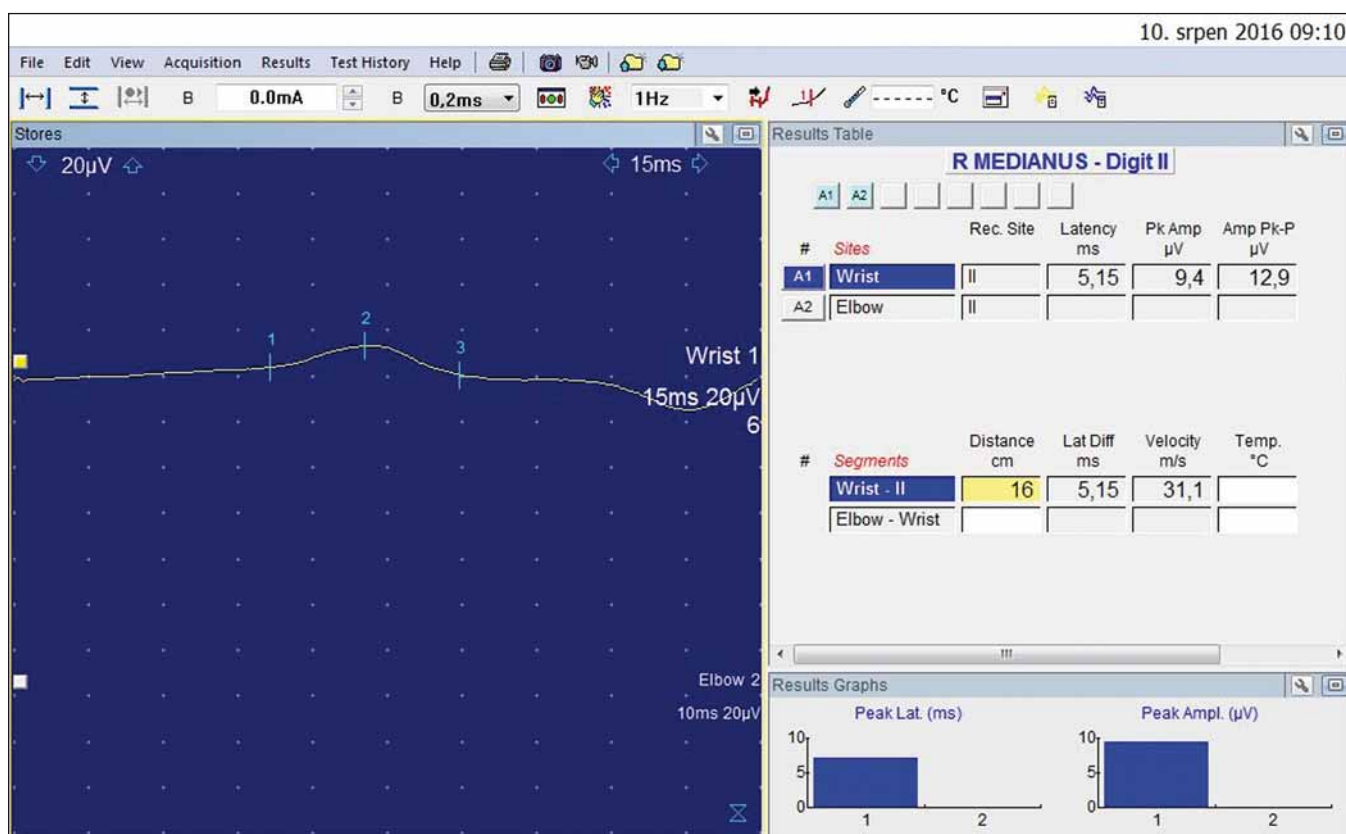 10. srpen 2016 09:10
File Edit View Acquisition Results Test History Help
B 0.0mA B 0,2ms 1Hz ------ °C
Stores
20µV 15ms
1
2
3
Wrist 1
15ms 20µV
6
Elbow 2
10ms 20µV
Results Table
R MEDIANUS - Digit II
A1 A2
# Sites Rec. Site Latency ms Pk Amp µV Amp Pk-P µV
A1 Wrist II 5,15 9,4 12,9
A2 Elbow II
# Segments Distance cm Lat Diff ms Velocity m/s Temp. °C
Wrist - II 16 5,15 31,1
Elbow - Wrist
Results Graphs
Peak Lat. (ms) Peak Ampl. (µV)
10 10
5 5
0 0
1 2 1 2